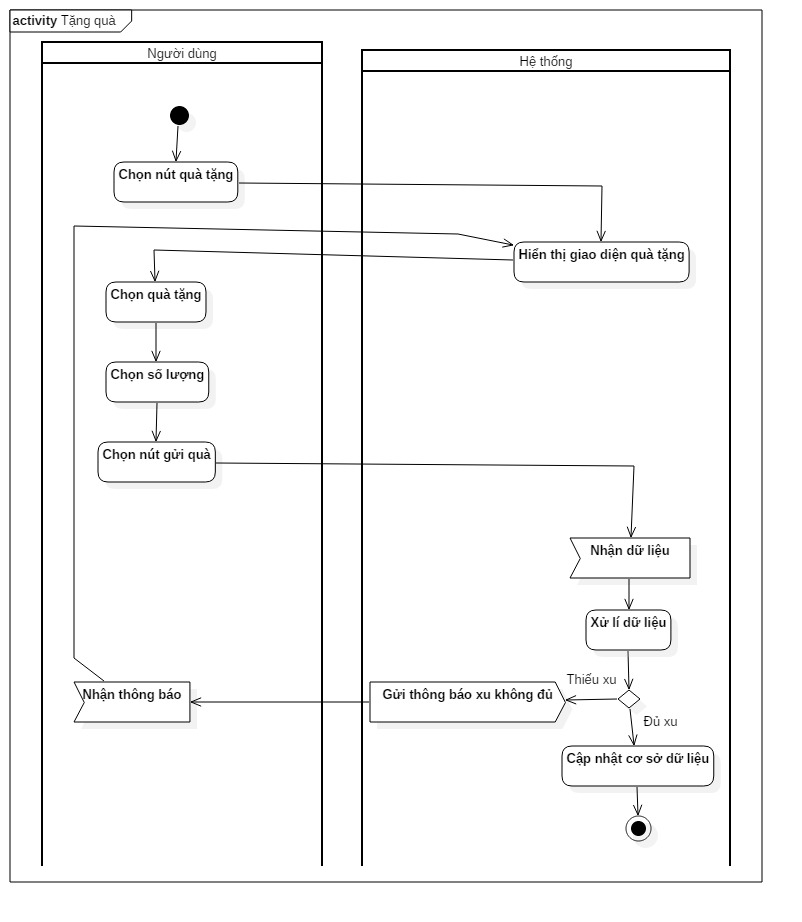 activity Tặng quà
Người dùng
Hệ thống
Chọn nút quà tặng
Hiển thị giao diện quà tặng
Chọn quà tặng
Chọn số lượng
Chọn nút gửi quà
Nhận dữ liệu
Xử lí dữ liệu
Thiếu xu
Nhận thông báo
Gửi thông báo xu không đủ
Đủ xu
Cập nhật cơ sở dữ liệu